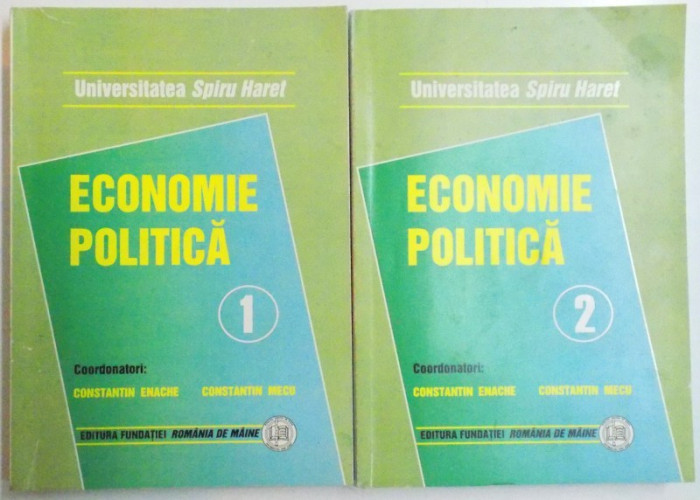 Universitatea Spiru Haret
ECONOMIE
POLITICĂ
1
Coordonatori:
CONSTANTIN ENACHE CONSTANTIN MECU
EDITURA FUNDAȚIEI ROMÂNIA DE MÂINE
Universitatea Spiru Haret
ECONOMIE
POLITICĂ
2
Coordonatori:
CONSTANTIN ENACHE CONSTANTIN MECU
EDITURA FUNDAȚIEI ROMÂNIA DE MÂINE